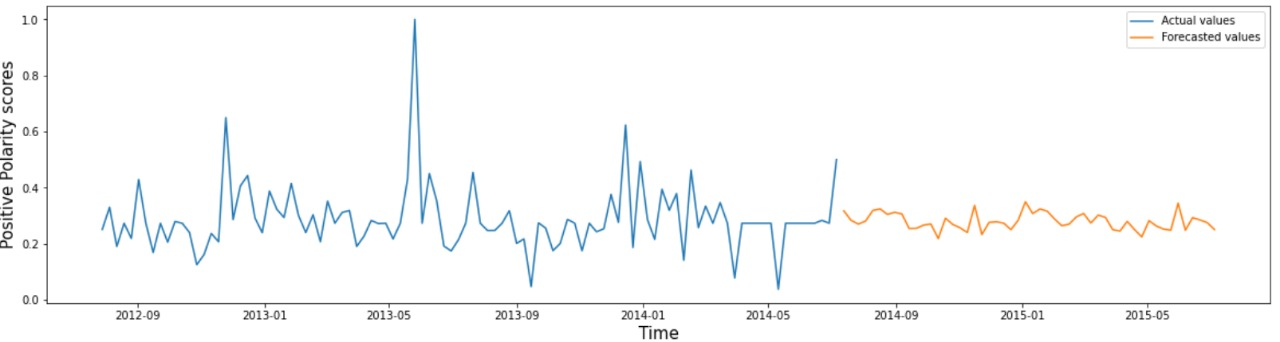 Actual values
Forecasted values
Positive Polarity scores
1.0
0.8
0.6
0.4
0.2
0.0
2012-09 2013-01 2013-05 2013-09 2014-01 2014-05 2014-09 2015-01 2015-05
Time